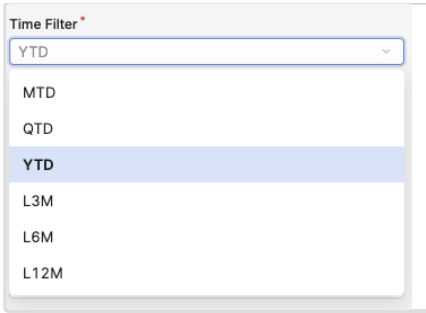 Time Filter*
YTD
MTD
QTD
YTD
L3M
L6M
L12M